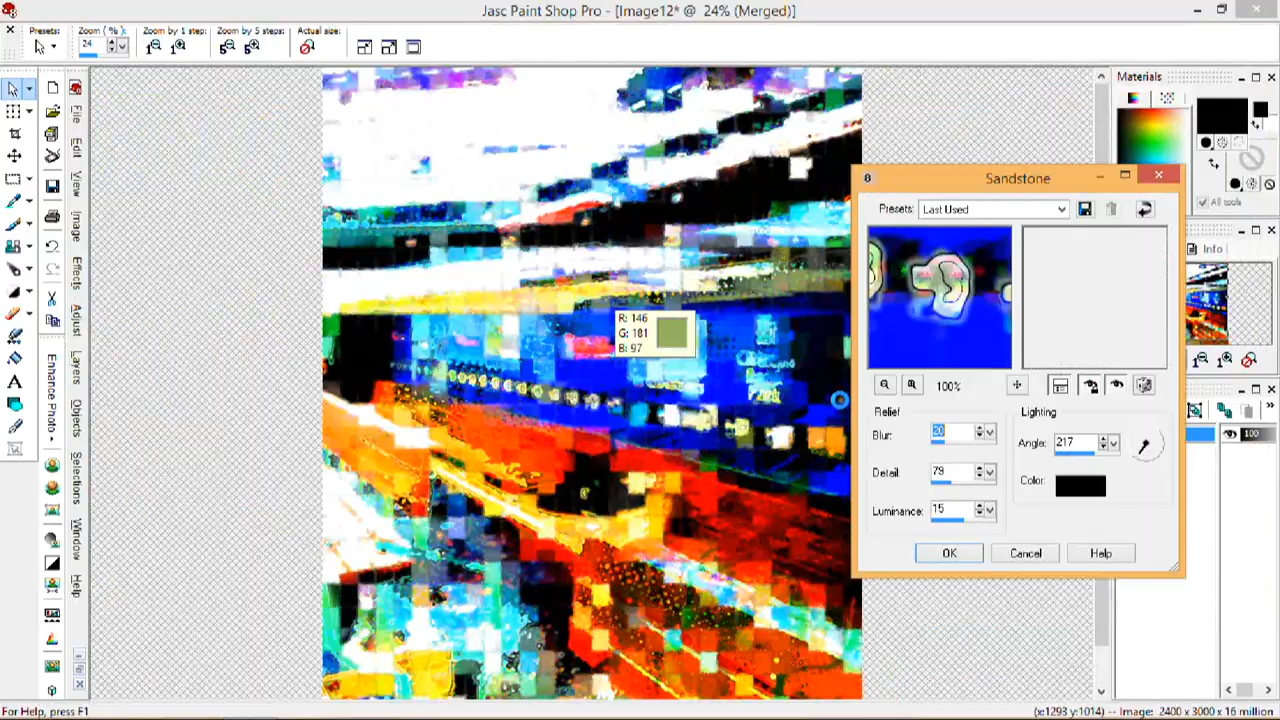 Jasc Paint Shop Pro - [Image12* @ 24% (Merged)]
Presets:
Zoom (%):
24
Zoom by 1 step:
Zoom by 5 steps:
Actual size:
File
Edit
View
Image
Effects
Adjust
Layers
Objects
Selections
Window
Help
Enhance Photo
R: 146
G: 181
B: 97
Materials
All tools
Info
100
Sandstone
Presets:
Last Used
100%
Relief
Blur:
20
Detail:
79
Luminance:
15
Lighting
Angle:
217
Color:
OK
Cancel
Help
For Help, press F1
(x:1293 y:1014) -- Image: 2400 x 3000 x 16 million